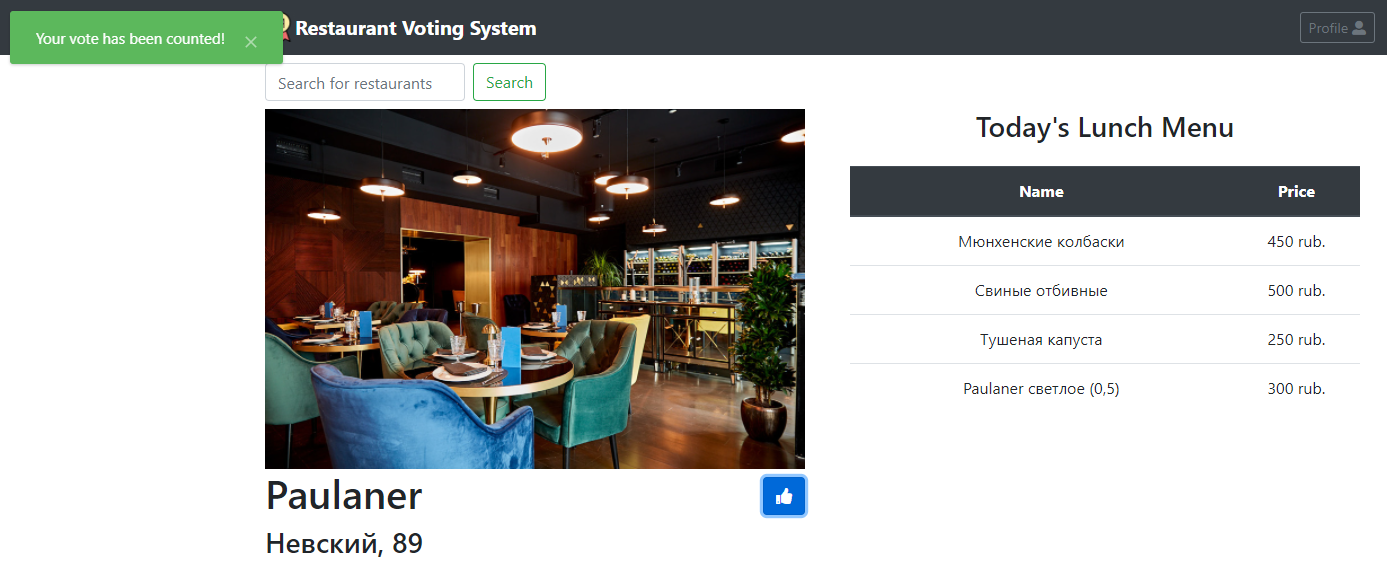 Your vote has been counted! ×
Restaurant Voting System
Profile
Search for restaurants
Search
Today's Lunch Menu
Name Price
Мюнхенские колбаски 450 rub.
Свиные отбивные 500 rub.
Тушеная капуста 250 rub.
Paulaner светлое (0,5) 300 rub.
Paulaner
Невский, 89